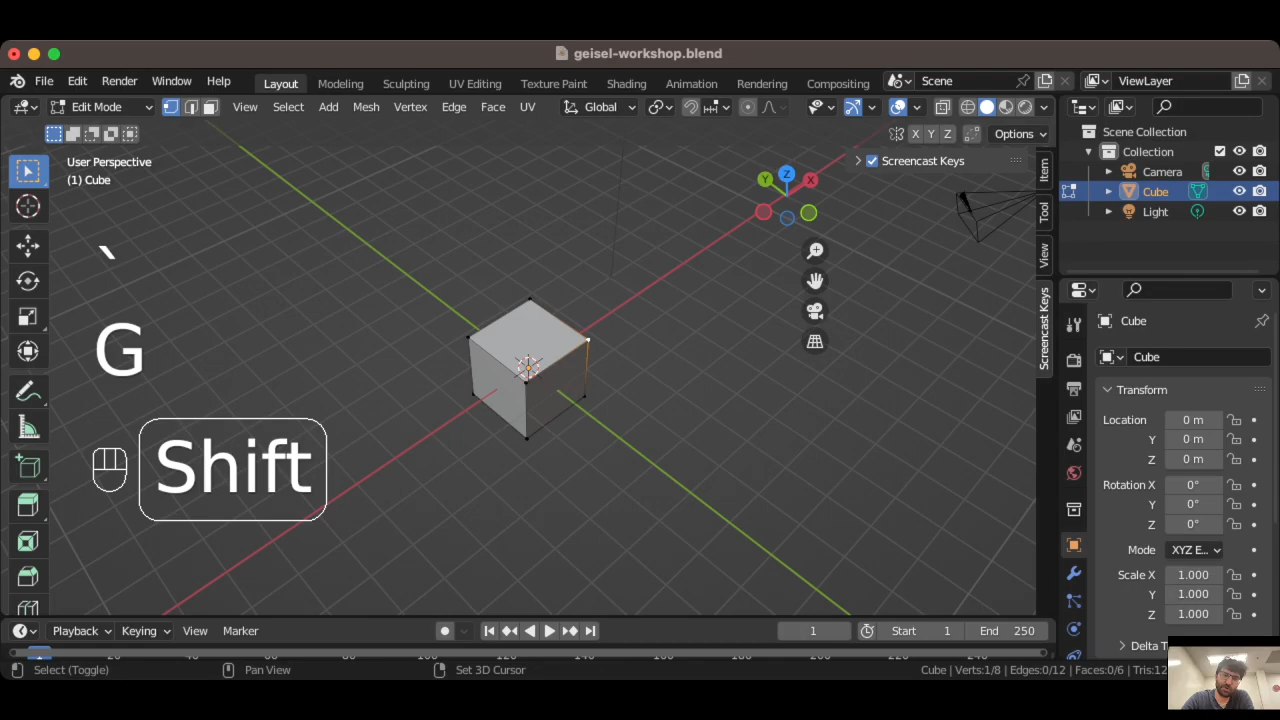 geisel-workshop.blend
File Edit Render Window Help Layout Modeling Sculpting UV Editing Texture Paint Shading Animation Rendering Compositing Scene ViewLayer
Edit Mode View Select Add Mesh Vertex Edge Face UV Global
X Y Z Options
User Perspective
(1) Cube
Screencast Keys
Z
Y
X
Item
Tool
View
Screencast Keys
`
G
Shift
Scene Collection
Collection
Camera
Cube
Light
Cube
Cube
Transform
Location 0 m
Y 0 m
Z 0 m
Rotation X 0°
Y 0°
Z 0°
Mode XYZ E..
Scale X 1.000
Y 1.000
Z 1.000
Delta T
Playback Keying View Marker 1 Start 1 End 250
Select (Toggle) Pan View Set 3D Cursor Cube | Verts:1/8 | Edges:0/12 | Faces:0/6 | Tris:12